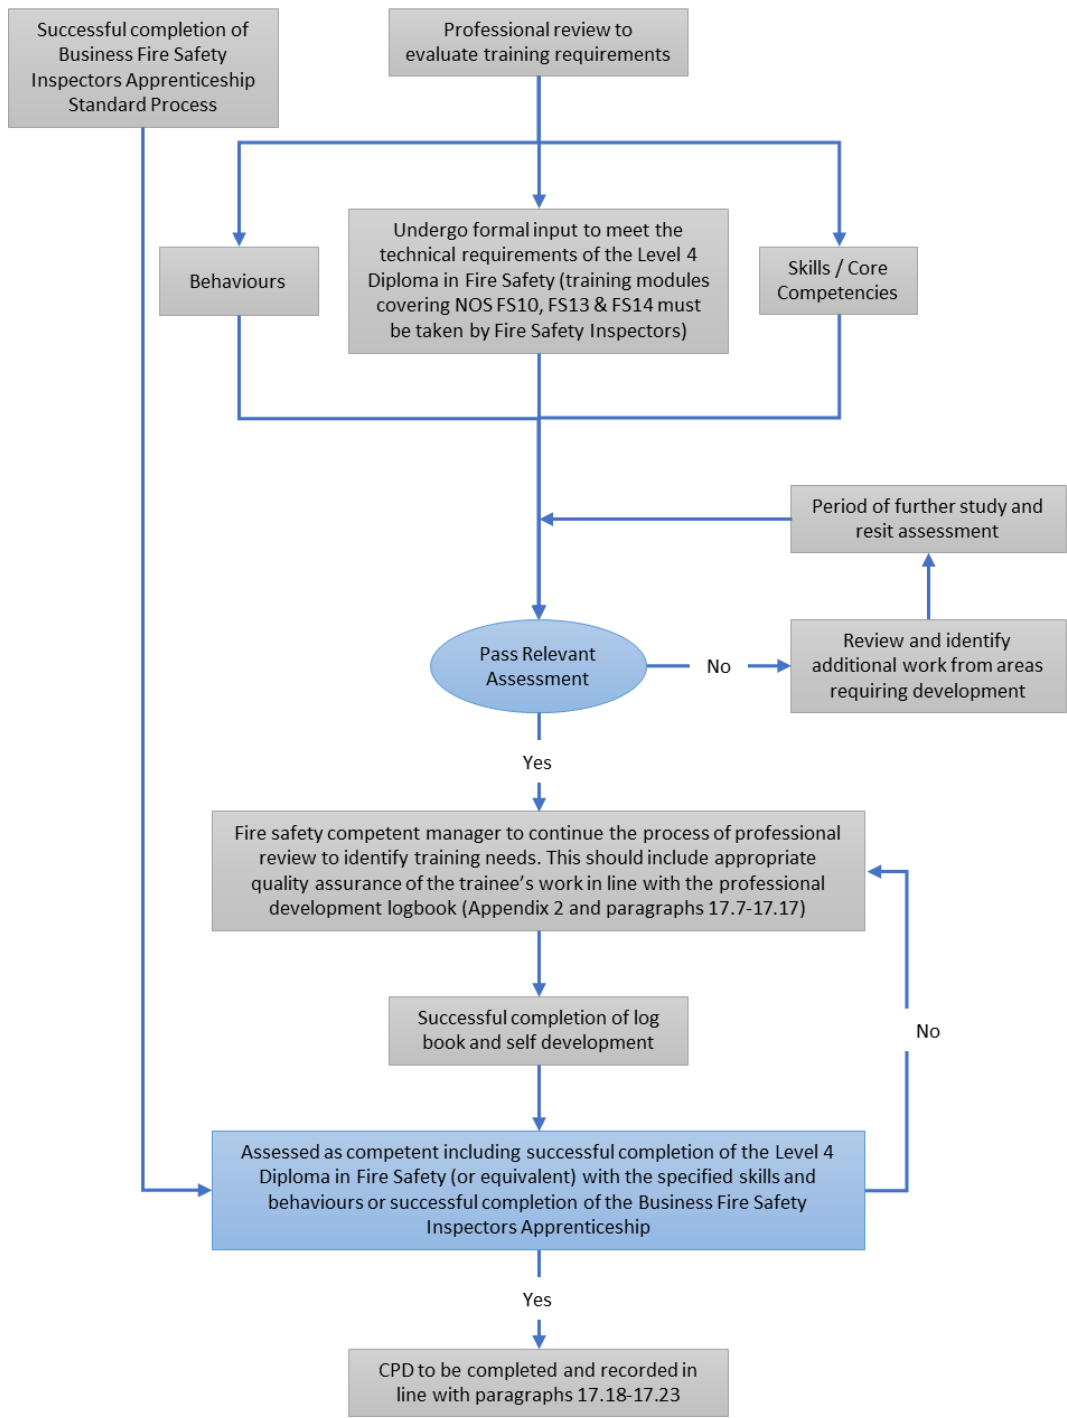 Successful completion of
Business Fire Safety
Inspectors Apprenticeship
Standard Process
Professional review to
evaluate training requirements
Behaviours
Undergo formal input to meet the
technical requirements of the Level 4
Diploma in Fire Safety (training modules
covering NOS FS10, FS13 & FS14 must
be taken by Fire Safety Inspectors)
Skills / Core
Competencies
Period of further study and
resit assessment
Pass Relevant
Assessment
No
Review and identify
additional work from areas
requiring development
Yes
Fire safety competent manager to continue the process of professional
review to identify training needs. This should include appropriate
quality assurance of the trainee’s work in line with the professional
development logbook (Appendix 2 and paragraphs 17.7-17.17)
Successful completion of log
book and self development
No
Assessed as competent including successful completion of the Level 4
Diploma in Fire Safety (or equivalent) with the specified skills and
behaviours or successful completion of the Business Fire Safety
Inspectors Apprenticeship
Yes
CPD to be completed and recorded in
line with paragraphs 17.18-17.23